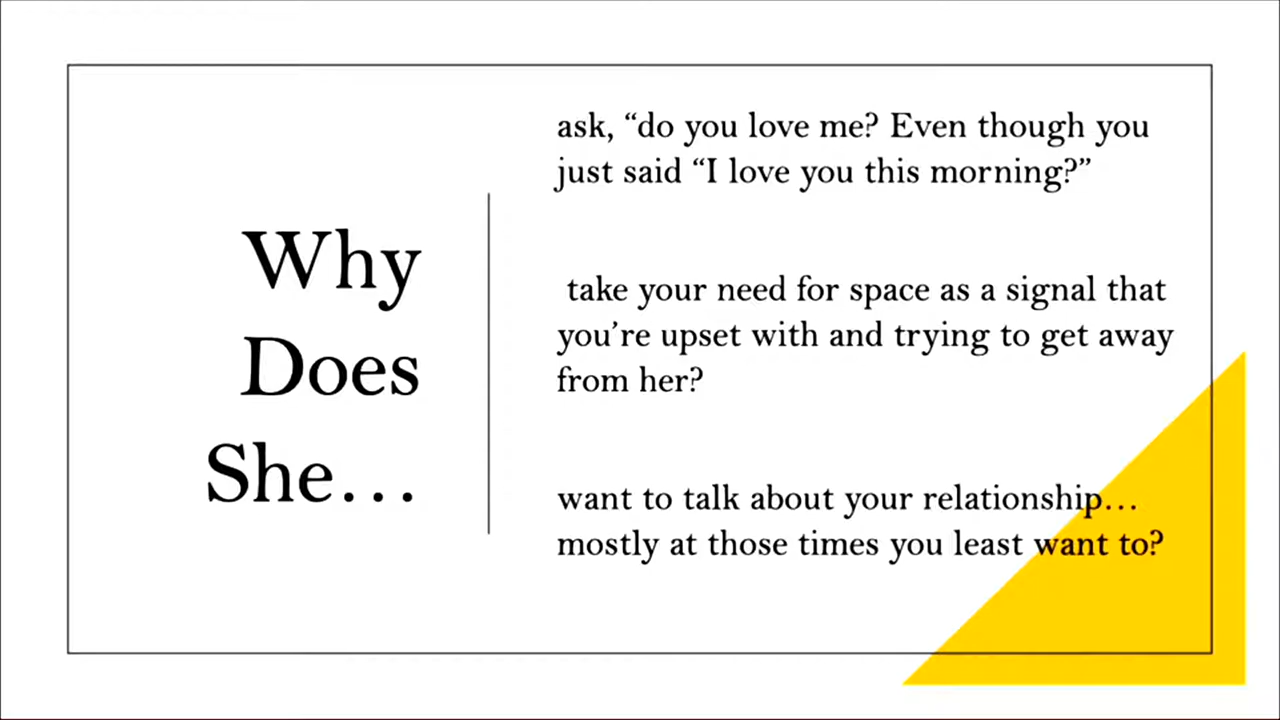 Why
Does
She…
ask, “do you love me? Even though you
just said “I love you this morning?”
take your need for space as a signal that
you’re upset with and trying to get away
from her?
want to talk about your relationship…
mostly at those times you least want to?